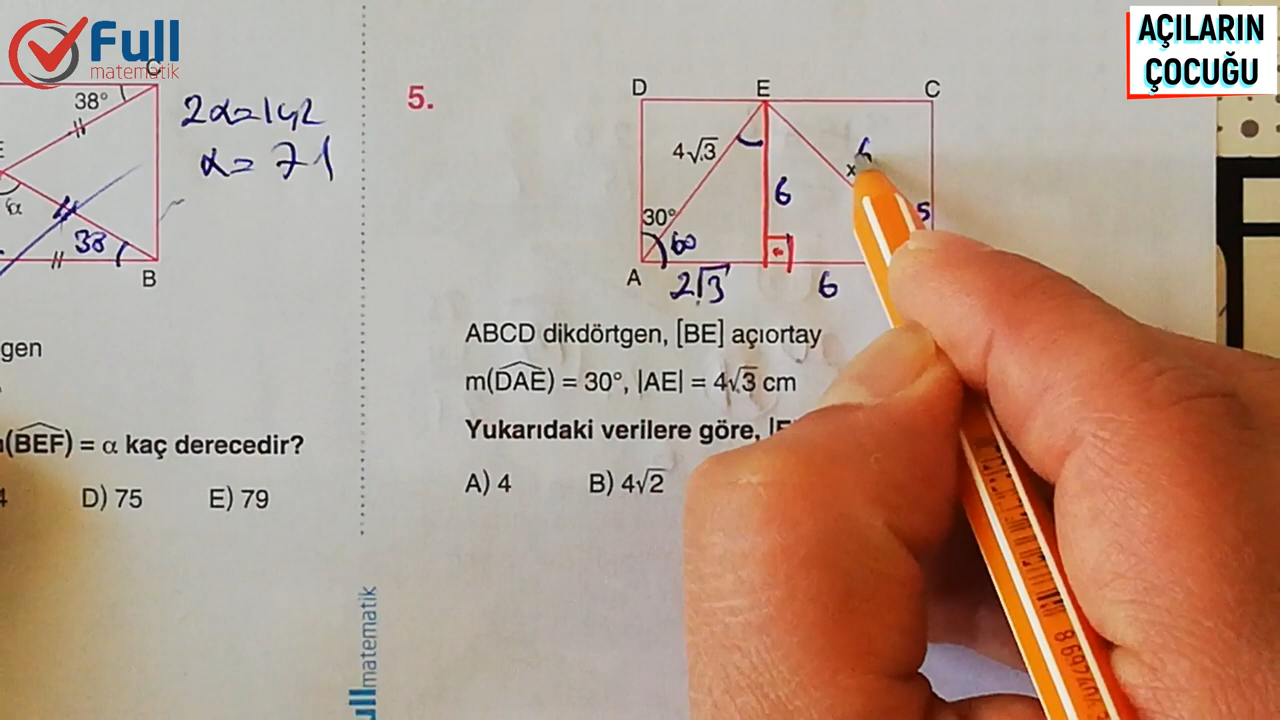 Full
matematik
AÇILARIN
ÇOCUĞU
C
38°
2α=142
α=71
α
38
B
gen
(BEF) = α kaç derecedir?
D) 75 E) 79
5.
D E C
4√3
x
6
30°
60
A
2√3
6
ABCD dikdörtgen, [BE] açıortay
m(DAE) = 30°, |AE| = 4√3 cm
Yukarıdaki verilere göre,
A) 4 B) 4√2
matematik